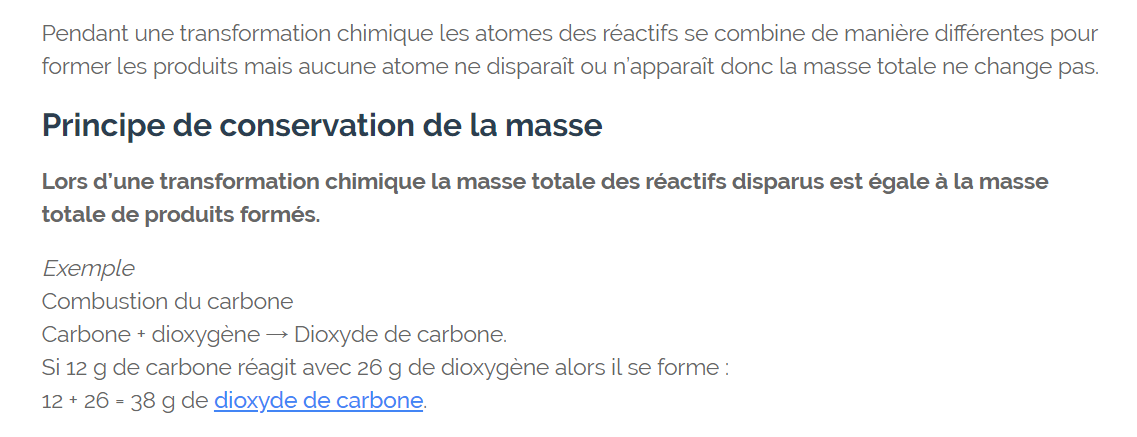 Pendant une transformation chimique les atomes des réactifs se combine de manière différentes pour
former les produits mais aucune atome ne disparaît ou n'apparaît donc la masse totale ne change pas.
Principe de conservation de la masse
Lors d'une transformation chimique la masse totale des réactifs disparus est égale à la masse
totale de produits formés.
Exemple
Combustion du carbone
Carbone + dioxygène → Dioxyde de carbone.
Si 12 g de carbone réagit avec 26 g de dioxygène alors il se forme :
12 + 26 = 38 g de dioxyde de carbone.